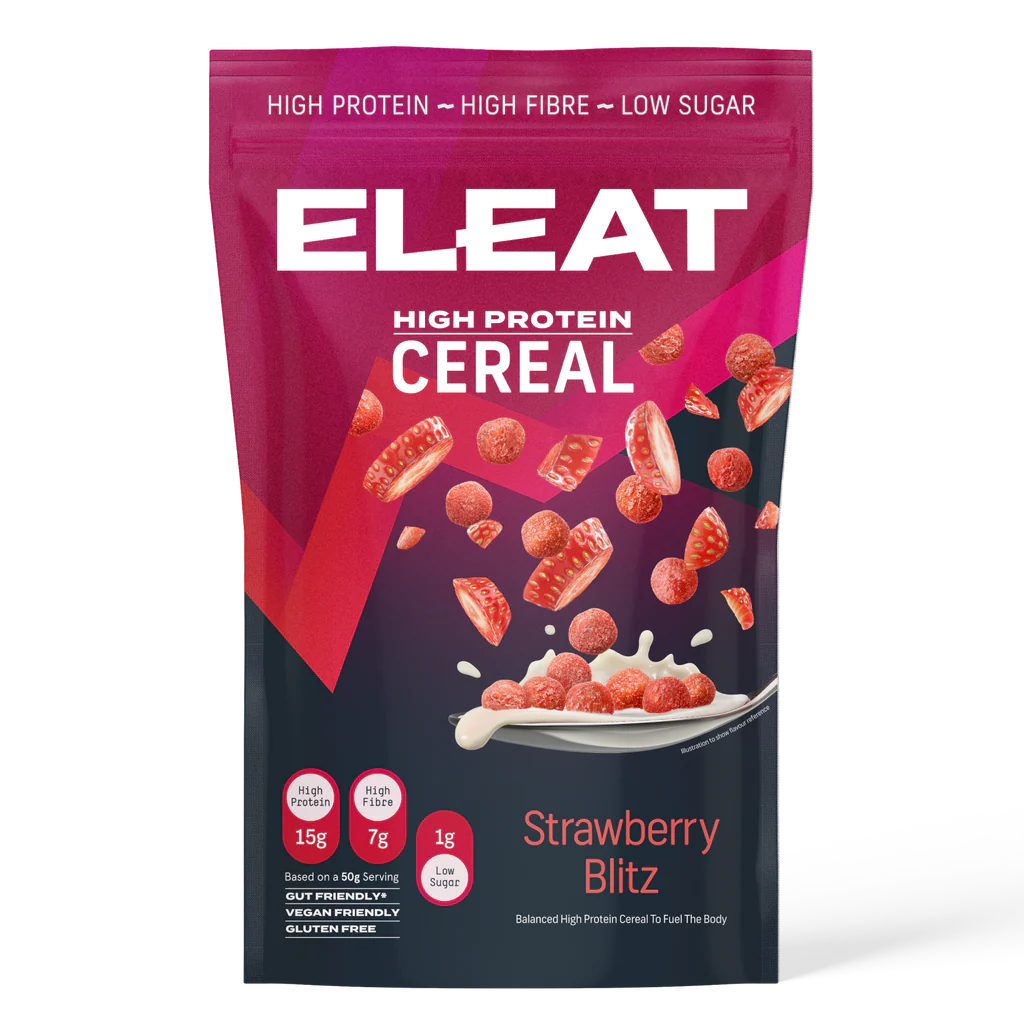 HIGH PROTEIN ~ HIGH FIBRE ~ LOW SUGAR
ELEAT
HIGH PROTEIN
CEREAL
Illustration to show flavour reference
High
Protein
15g
High
Fibre
7g
1g
Low
Sugar
Based on a 50g Serving
GUT FRIENDLY*
VEGAN FRIENDLY
GLUTEN FREE
Strawberry
Blitz
Balanced High Protein Cereal To Fuel The Body